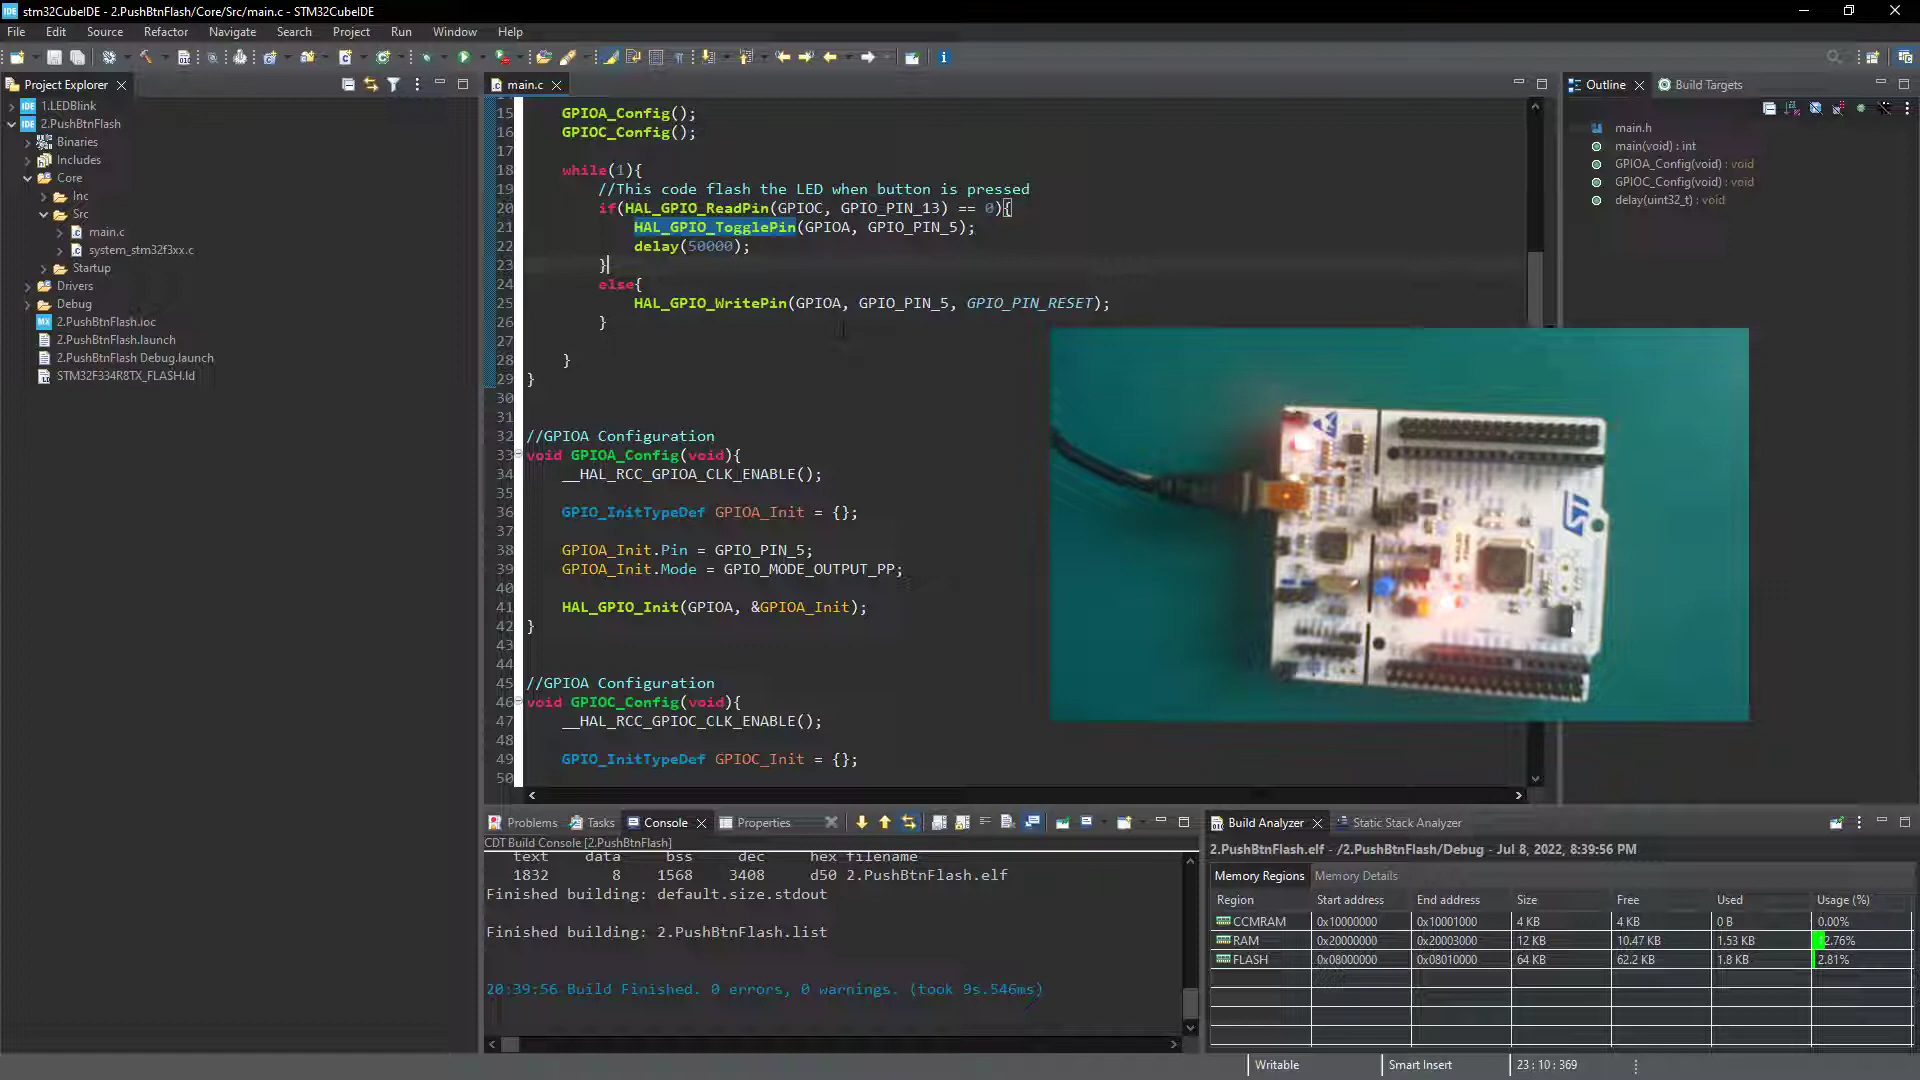 stm32CubeIDE - 2.PushBtnFlash/Core/Src/main.c - STM32CubeIDE
File Edit Source Refactor Navigate Search Project Run Window Help
Project Explorer
1.LEDBlink
2.PushBtnFlash
Binaries
Includes
Core
Inc
Src
main.c
system_stm32f3xx.c
Startup
Drivers
Debug
2.PushBtnFlash.ioc
2.PushBtnFlash.launch
2.PushBtnFlash Debug.launch
STM32F334R8TX_FLASH.ld
main.c
15 GPIOA_Config();
16 GPIOC_Config();
17
18 while(1){
19 //This code flash the LED when button is pressed
20 if(HAL_GPIO_ReadPin(GPIOC, GPIO_PIN_13) == 0){
21 HAL_GPIO_TogglePin(GPIOA, GPIO_PIN_5);
22 delay(50000);
23 }
24 else{
25 HAL_GPIO_WritePin(GPIOA, GPIO_PIN_5, GPIO_PIN_RESET);
26 }
27
28 }
29 }
30
31
32 //GPIOA Configuration
33 void GPIOA_Config(void){
34 __HAL_RCC_GPIOA_CLK_ENABLE();
35
36 GPIO_InitTypeDef GPIOA_Init = {};
37
38 GPIOA_Init.Pin = GPIO_PIN_5;
39 GPIOA_Init.Mode = GPIO_MODE_OUTPUT_PP;
40
41 HAL_GPIO_Init(GPIOA, &GPIOA_Init);
42 }
43
44
45 //GPIOA Configuration
46 void GPIOC_Config(void){
47 __HAL_RCC_GPIOC_CLK_ENABLE();
48
49 GPIO_InitTypeDef GPIOC_Init = {};
50
Outline Build Targets
main.h
main(void) : int
GPIOA_Config(void) : void
GPIOC_Config(void) : void
delay(uint32_t) : void
Problems Tasks Console Properties
CDT Build Console [2.PushBtnFlash]
text data bss dec hex filename
1832 8 1568 3408 d50 2.PushBtnFlash.elf
Finished building: default.size.stdout
Finished building: 2.PushBtnFlash.list
20:39:56 Build Finished. 0 errors, 0 warnings. (took 9s.546ms)
Build Analyzer Static Stack Analyzer
2.PushBtnFlash.elf - /2.PushBtnFlash/Debug - Jul 8, 2022, 8:39:56 PM
Memory Regions Memory Details
Region Start address End address Size Free Used Usage (%)
CCMRAM 0x10000000 0x10001000 4 KB 4 KB 0 B 0.00%
RAM 0x20000000 0x20003000 12 KB 10.47 KB 1.53 KB 12.76%
FLASH 0x08000000 0x08010000 64 KB 62.2 KB 1.8 KB 2.81%
Writable Smart Insert 23 : 10 : 369